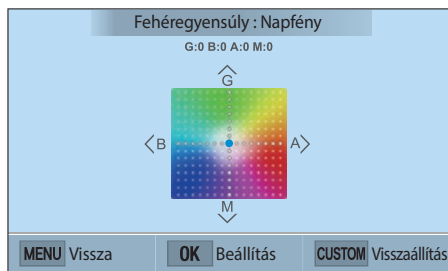 Fehéregyensúly : Napfény
G:0 B:0 A:0 M:0
G
B A
M
MENU Vissza OK Beállítás CUSTOM Visszaállítás